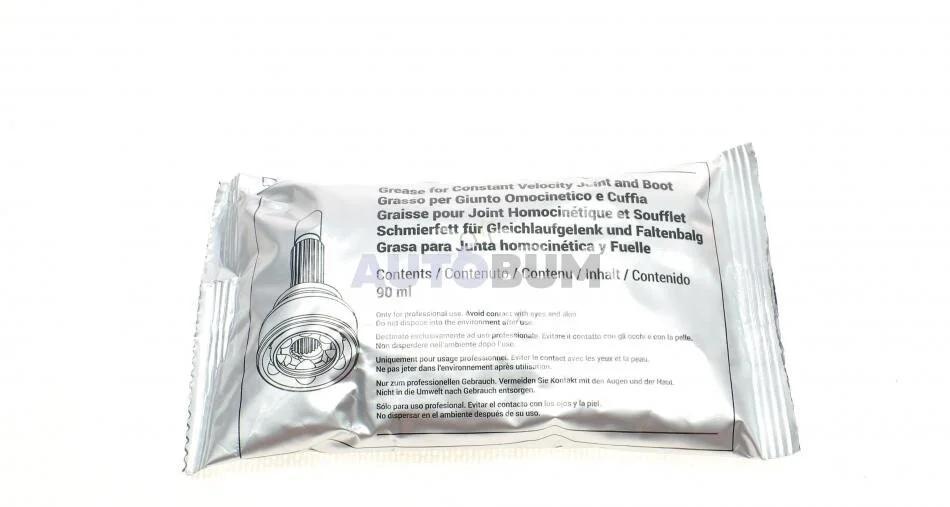 Grease for Constant Velocity Joint and Boot
Grasso per Giunto Omocinetico e Cuffia
Graisse pour Joint Homocinétique et Soufflet
Schmierfett für Gleichlaufgelenk und Faltenbalg
Grasa para Junta homocinética y Fuelle
AUTOBUM
Contents / Contenuto / Contenu / Inhalt / Contenido
90 ml
Only for professional use. Avoid contact with eyes and skin.
Do not dispose into the environment after use.
Destinato esclusivamente ad uso professionale. Evitare il contatto con gli occhi e con la pelle.
Non disperdere nell'ambiente dopo l'uso.
Uniquement pour usage professionnel. Eviter le contact avec les yeux et la peau.
Ne pas jeter dans l'environnement après utilisation.
Nur zum professionellen Gebrauch. Vermeiden Sie Kontakt mit den Augen und der Haut.
Nicht in die Umwelt nach Gebrauch entsorgen.
Sólo para uso profesional. Evitar el contacto con los ojos y la piel.
No dispersar en el ambiente después de su uso.